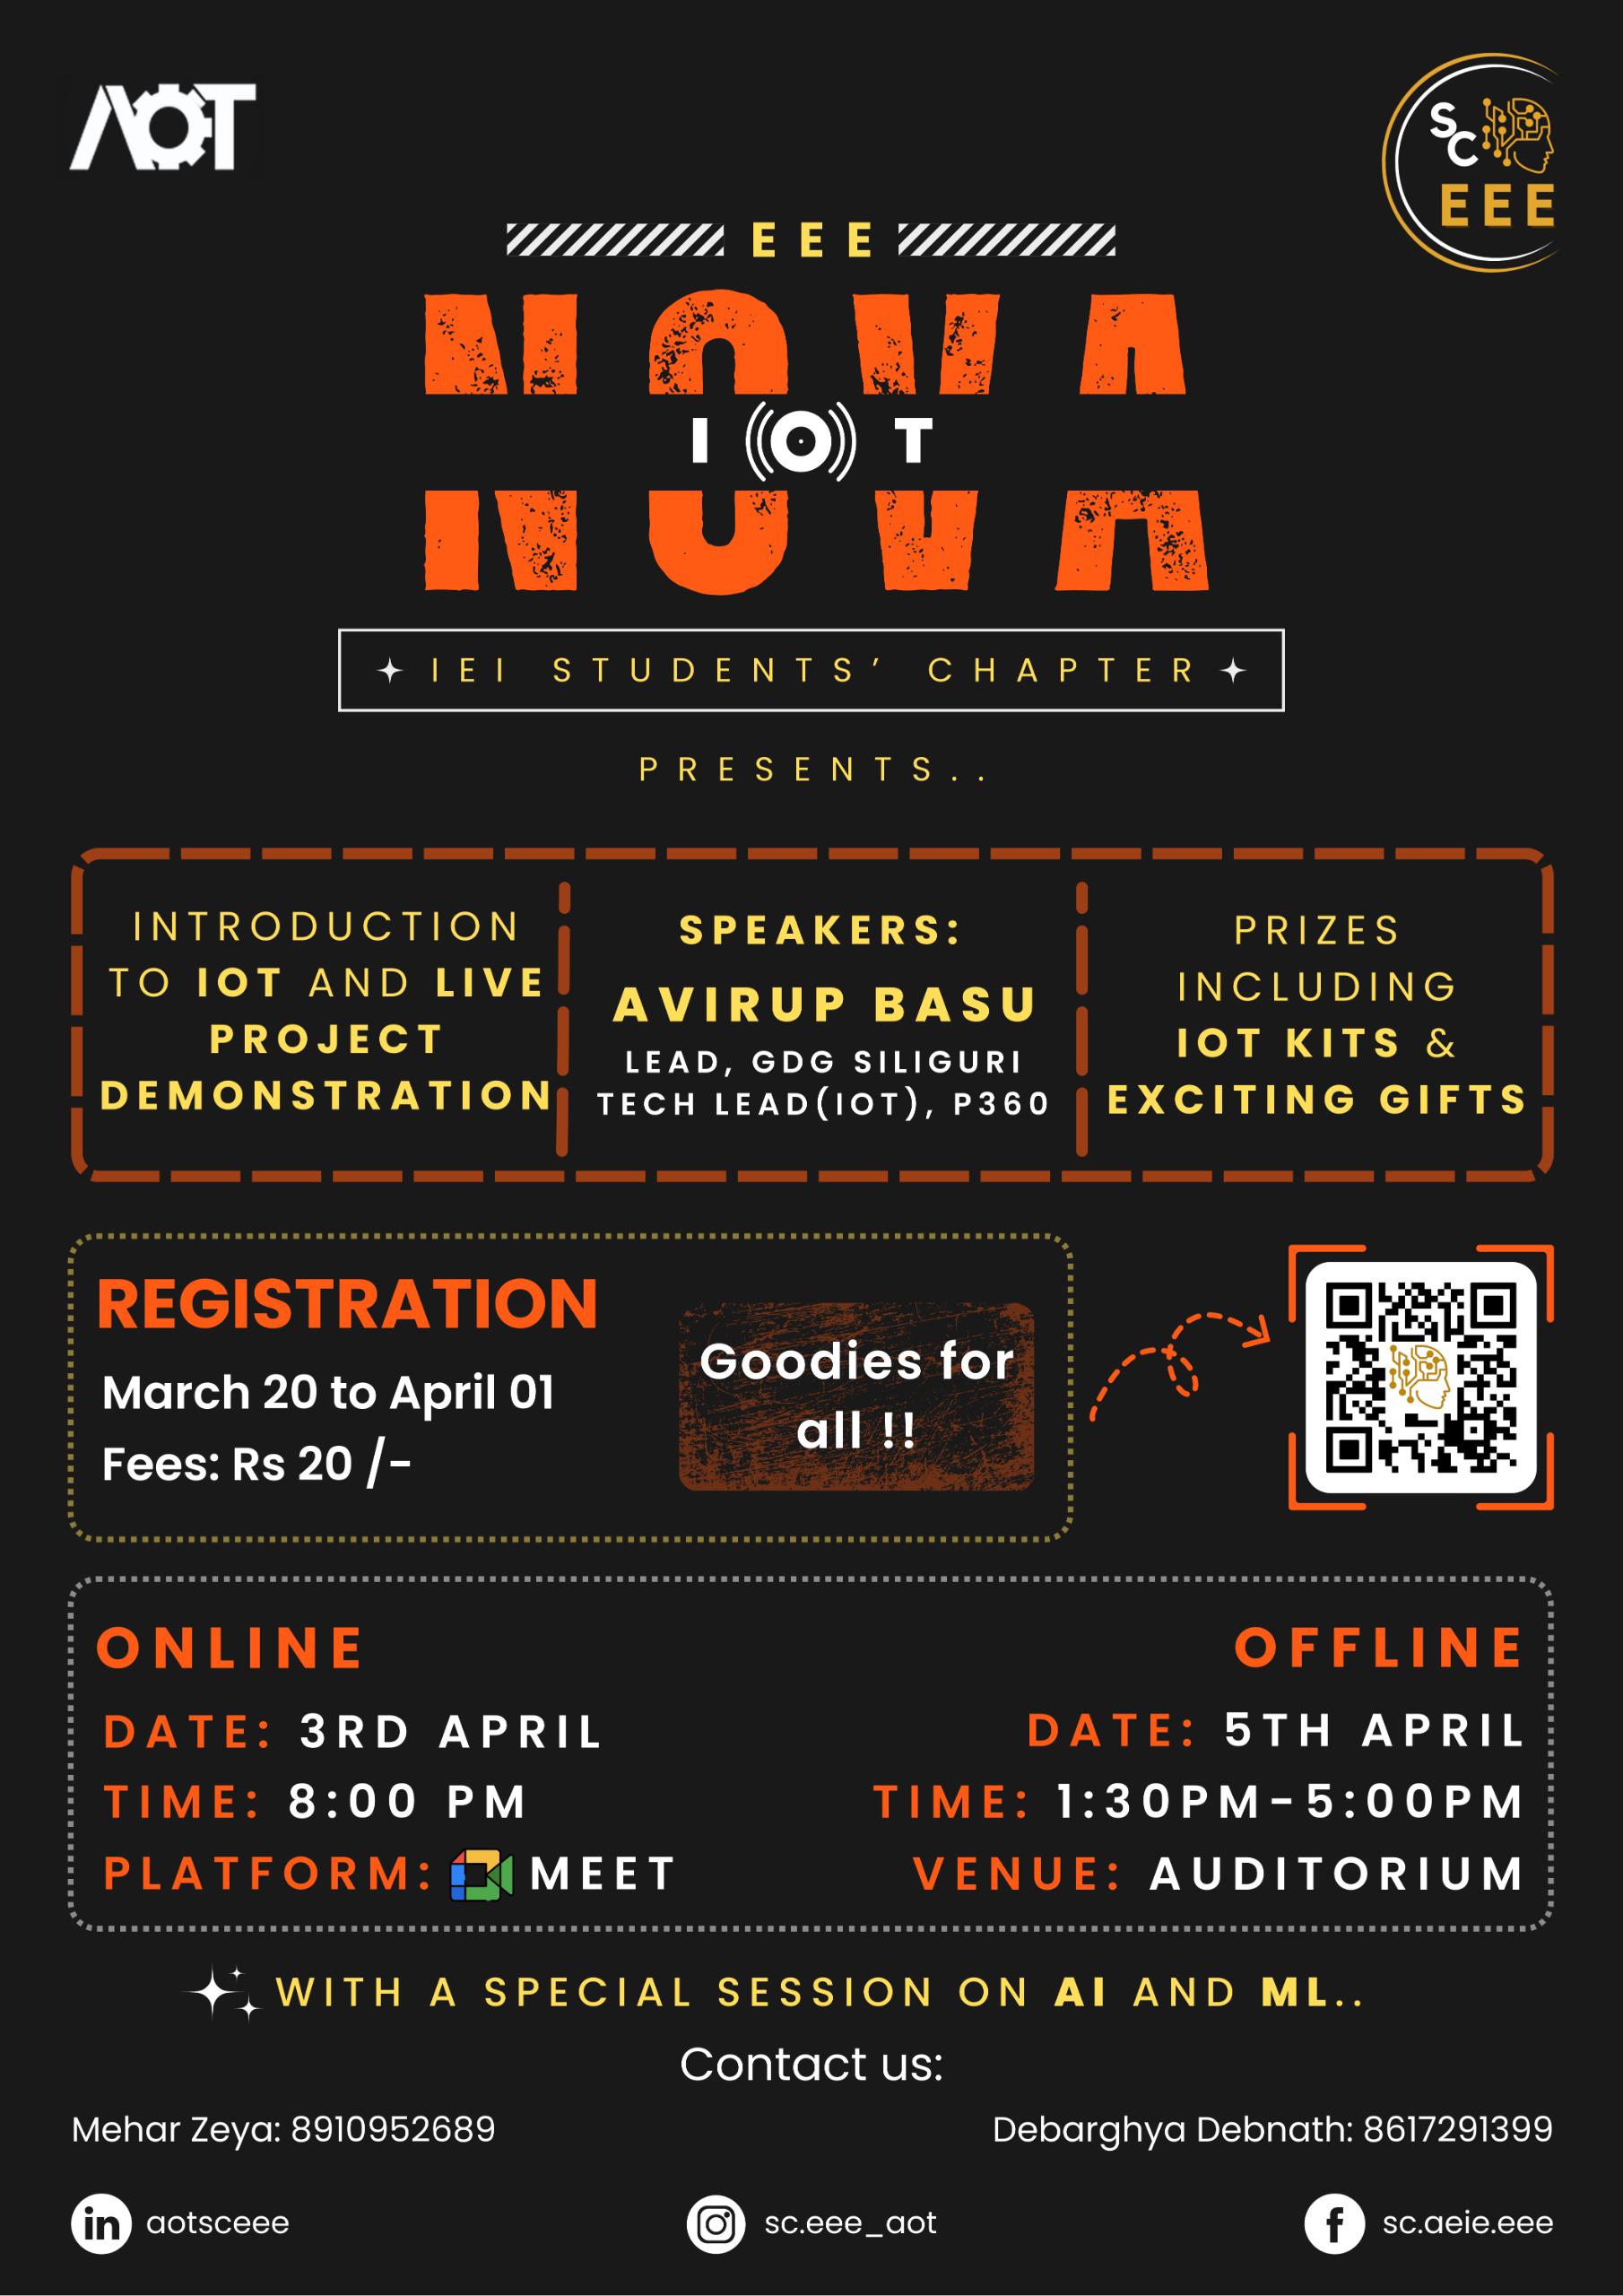 AOT
SC
EEE
EEE
NOVA
IOT
IEI STUDENTS' CHAPTER
PRESENTS..
INTRODUCTION
TO IOT AND LIVE
PROJECT
DEMONSTRATION
SPEAKERS:
AVIRUP BASU
LEAD, GDG SILIGURI
TECH LEAD(IOT), P360
PRIZES
INCLUDING
IOT KITS &
EXCITING GIFTS
REGISTRATION
March 20 to April 01
Fees: Rs 20 /-
Goodies for
all !!
ONLINE
DATE: 3RD APRIL
TIME: 8:00 PM
PLATFORM: MEET
OFFLINE
DATE: 5TH APRIL
TIME: 1:30PM-5:00PM
VENUE: AUDITORIUM
WITH A SPECIAL SESSION ON AI AND ML..
Contact us:
Mehar Zeya: 8910952689
Debarghya Debnath: 8617291399
in aotsceee
sc.eee_aot
f sc.aeie.eee